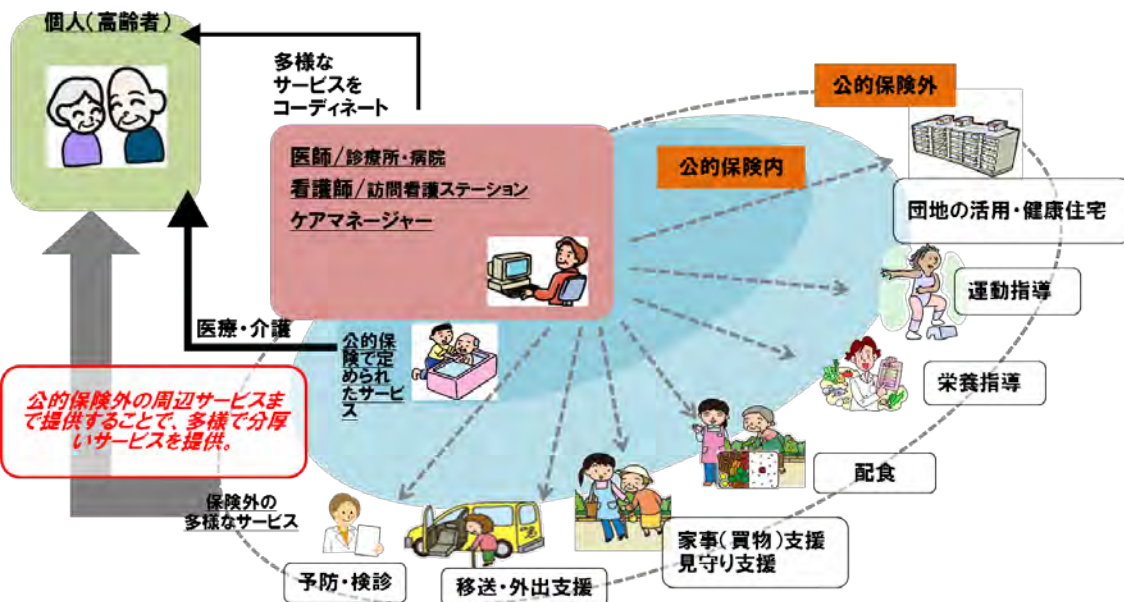 個人(高齢者)
多様な
サービスを
コーディネート
公的保険外
医師/診療所・病院
看護師/訪問看護ステーション
ケアマネージャー
公的保険内
団地の活用・健康住宅
運動指導
医療・介護
公的保
険で定
められ
たサービ
ス
栄養指導
公的保険外の周辺サービスま
で提供することで、多様で分厚
いサービスを提供。
配食
保険外の
多様なサービス
家事(買物)支援
見守り支援
予防・検診
移送・外出支援